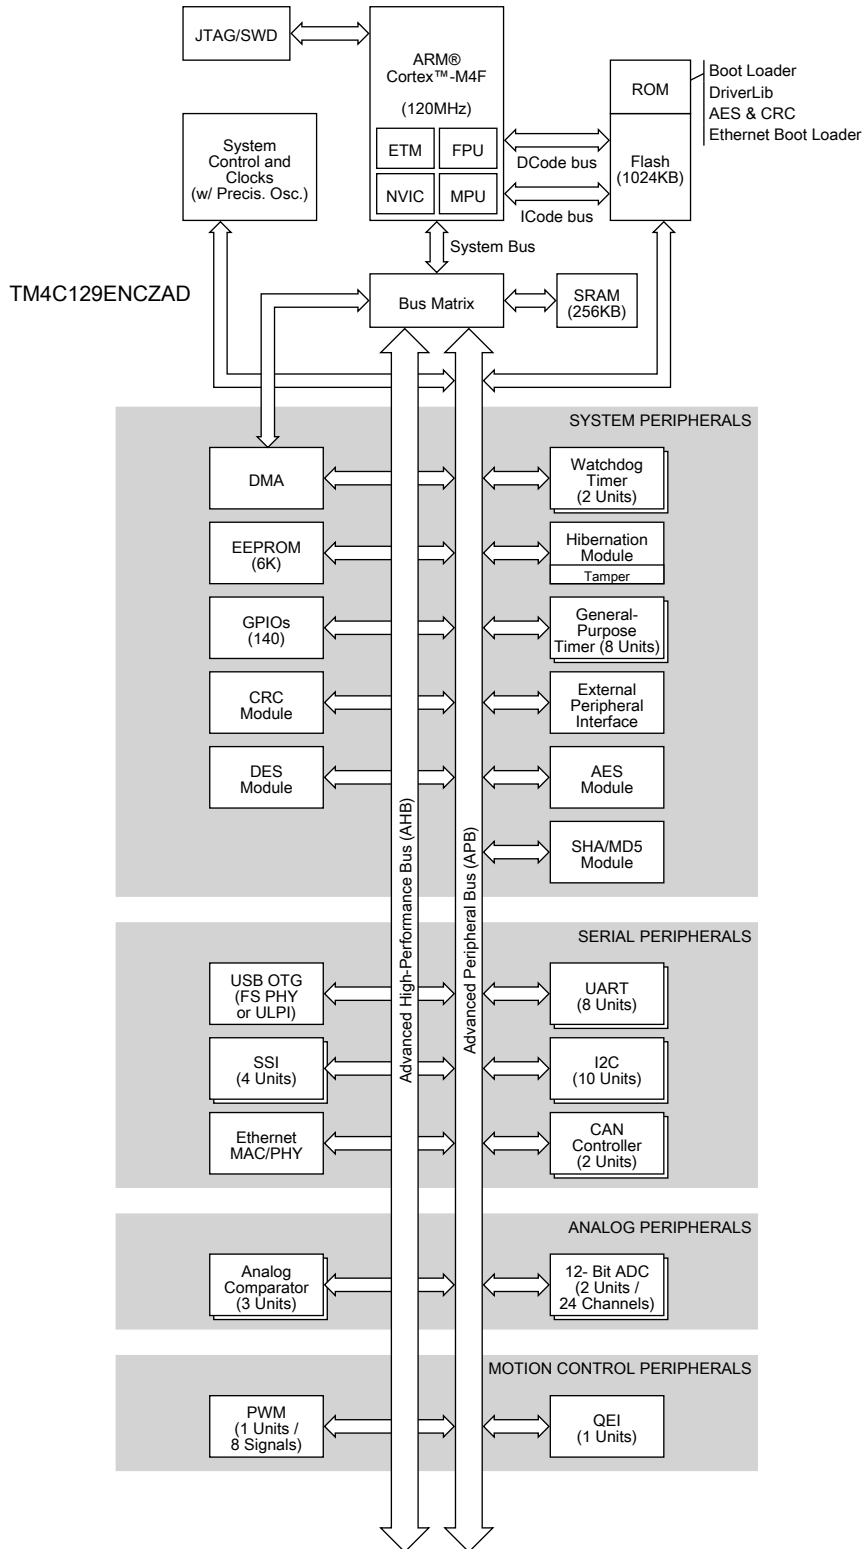 JTAG/SWD
ARM®
Cortex™-M4F
(120MHz)
ETM
FPU
NVIC
MPU
ROM
Boot Loader
DriverLib
AES & CRC
Ethernet Boot Loader
Flash
(1024KB)
DCode bus
ICode bus
System
Control and
Clocks
(w/ Precis. Osc.)
System Bus
TM4C129ENCZAD
Bus Matrix
SRAM
(256KB)
SYSTEM PERIPHERALS
DMA
Watchdog
Timer
(2 Units)
EEPROM
(6K)
Hibernation
Module
Tamper
GPIOs
(140)
General-
Purpose
Timer (8 Units)
CRC
Module
External
Peripheral
Interface
DES
Module
AES
Module
SHA/MD5
Module
Advanced High-Performance Bus (AHB)
Advanced Peripheral Bus (APB)
SERIAL PERIPHERALS
USB OTG
(FS PHY
or ULPI)
UART
(8 Units)
SSI
(4 Units)
I2C
(10 Units)
Ethernet
MAC/PHY
CAN
Controller
(2 Units)
ANALOG PERIPHERALS
Analog
Comparator
(3 Units)
12- Bit ADC
(2 Units /
24 Channels)
MOTION CONTROL PERIPHERALS
PWM
(1 Units /
8 Signals)
QEI
(1 Units)